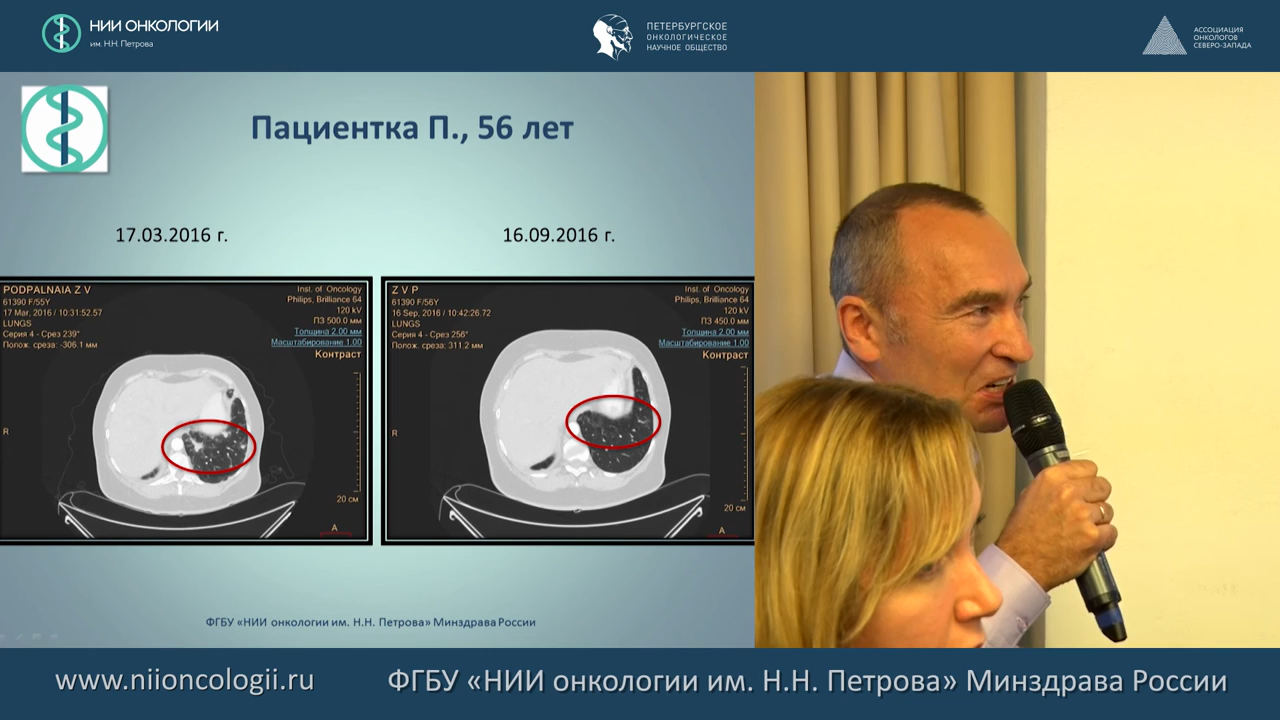 НИИ ОНКОЛОГИИ
им. Н.Н. Петрова
ПЕТЕРБУРГСКОЕ
ОНКОЛОГИЧЕСКОЕ
НАУЧНОЕ ОБЩЕСТВО
АССОЦИАЦИЯ
ОНКОЛОГОВ
СЕВЕРО-ЗАПАДА
Пациентка П., 56 лет
17.03.2016 г.
16.09.2016 г.
PODPALNAIA Z V
61390 F/55Y
17 Mar, 2016 / 10:31:52.57
LUNGS
Серия 4 - Срез 239"
Полож. среза: -306.1 мм
Inst. of Oncology
Philips, Brilliance 64
120 kV
ПЗ 500.0 мм
Толщина 2.00 мм
Масштабирование 1.00
Контраст
R
20 см
A
Z V P
61390 F/56Y
16 Sep, 2016 / 10:42:26.72
LUNGS
Серия 4 - Срез 256"
Полож. среза: 311.2 мм
Inst. of Oncology
Philips, Brilliance 64
120 kV
ПЗ 450.0 мм
Толщина 2.00 мм
Масштабирование 1.00
Контраст
R
20 см
A
ФГБУ «НИИ онкологии им. Н.Н. Петрова» Минздрава России
www.niioncologii.ru
ФГБУ «НИИ онкологии им. Н.Н. Петрова» Минздрава России